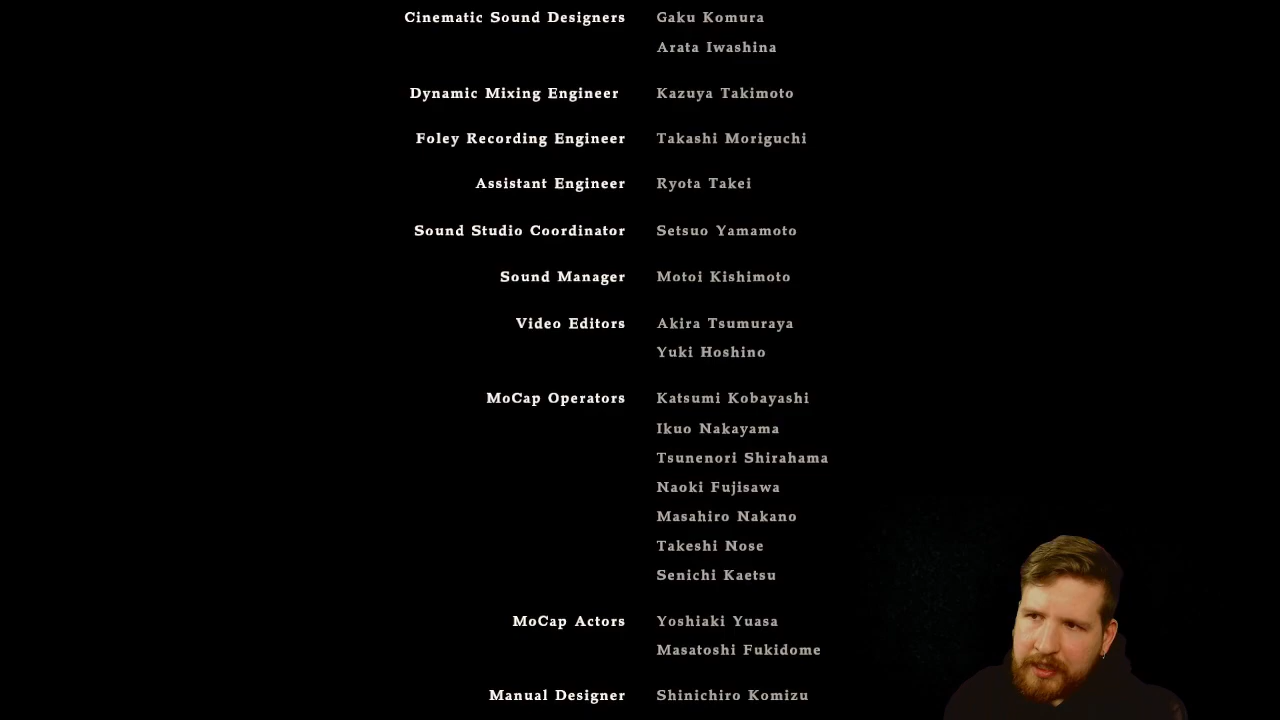 Cinematic Sound Designers Gaku Komura
Arata Iwashina
Dynamic Mixing Engineer Kazuya Takimoto
Foley Recording Engineer Takashi Moriguchi
Assistant Engineer Ryota Takei
Sound Studio Coordinator Setsuo Yamamoto
Sound Manager Motoi Kishimoto
Video Editors Akira Tsumuraya
Yuki Hoshino
MoCap Operators Katsumi Kobayashi
Ikuo Nakayama
Tsunenori Shirahama
Naoki Fujisawa
Masahiro Nakano
Takeshi Nose
Senichi Kaetsu
MoCap Actors Yoshiaki Yuasa
Masatoshi Fukidome
Manual Designer Shinichiro Komizu